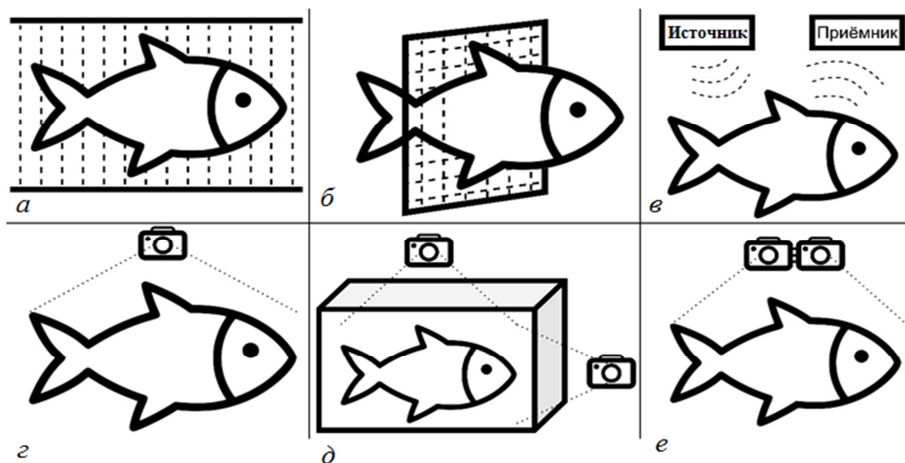 Источник
Приёмник
а
б
в
г
д
е